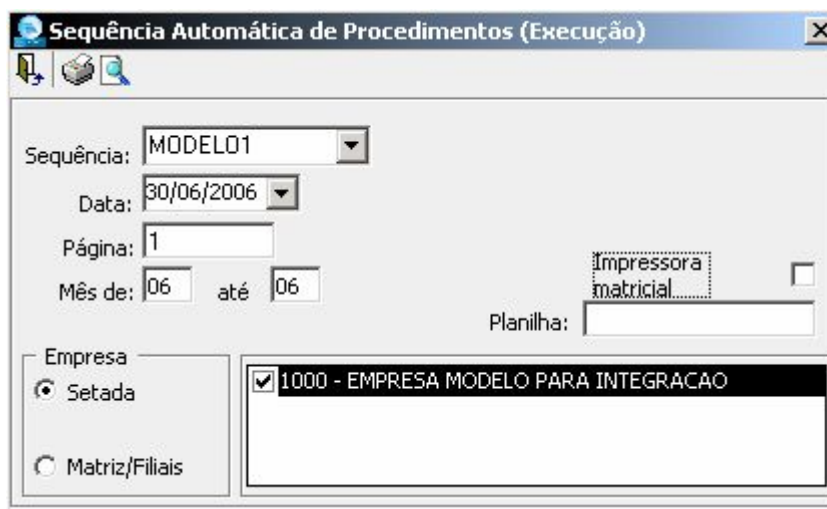 Sequência Automática de Procedimentos (Execução)
Sequência: MODELO1
Data: 30/06/2006
Página: 1
Mês de: 06 até 06
Impressora
matricial
Planilha:
Empresa
Setada
Matriz/Filiais
1000 - EMPRESA MODELO PARA INTEGRACAO